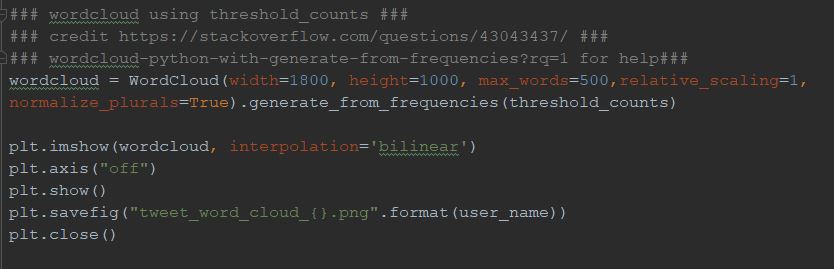 ### wordcloud using threshold_counts ###
### credit https://stackoverflow.com/questions/43043437/ ###
### wordcloud-python-with-generate-from-frequencies?rq=1 for help###
wordcloud = WordCloud(width=1800, height=1000, max_words=500,relative_scaling=1,
normalize_plurals=True).generate_from_frequencies(threshold_counts)
plt.imshow(wordcloud, interpolation='bilinear')
plt.axis("off")
plt.show()
plt.savefig("tweet_word_cloud_{}.png".format(user_name))
plt.close()